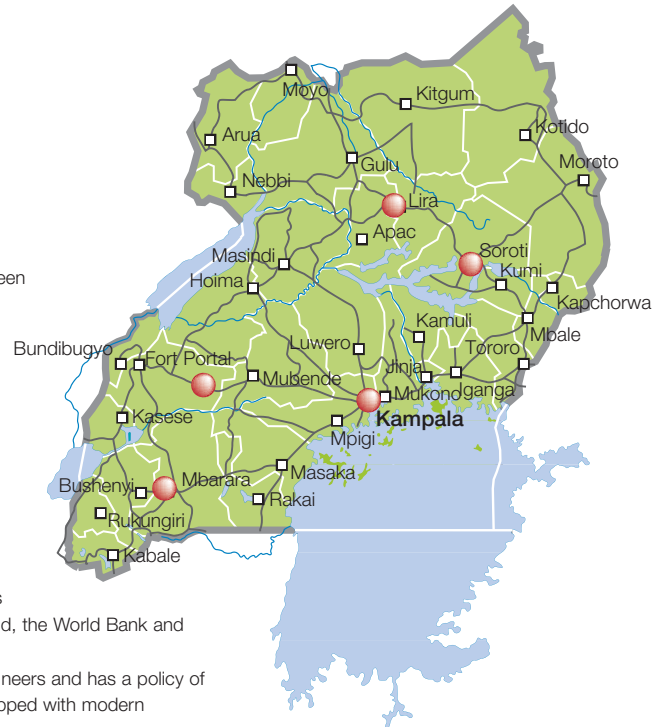 Moyo
Kitgum
Arua
Kotido
Gulu
Moroto
Nebbi
Lira
Apac
Soroti
Masindi
een
Hoima
Kumi
Kapchorwa
Kamuli
Mbale
Luwero
Tororo
Bundibugyo
Fort Portal
Jinja
Mubende
Mukono
Iganga
Kasese
Kampala
Mpigi
Masaka
Bushenyi
Mbarara
Rakai
Rukungiri
Kabale
s
d, the World Bank and
neers and has a policy of
pped with modern